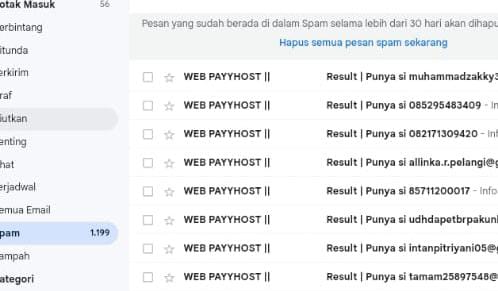 otak Masuk 56
erbintang
itunda
erkirim
raf
iutkan
enting
hat
erjadwal
emua Email
pam 1.199
ampah
ategori
Pesan yang sudah berada di dalam Spam selama lebih dari 30 hari akan dihapu
Hapus semua pesan spam sekarang
WEB PAYYHOST || Result | Punya si muhammadzakky3
WEB PAYYHOST || Result | Punya si 085295483409 - In
WEB PAYYHOST || Result | Punya si 082171309420 - Inf
WEB PAYYHOST || Result | Punya si allinka.r.pelangi@g
WEB PAYYHOST || Result | Punya si 85711200017 - Info
WEB PAYYHOST || Result | Punya si udhdapetbrpakunl
WEB PAYYHOST || Result | Punya si intanpitriyani05@g
WEB PAYYHOST || Result | Punya si tamam25897548@